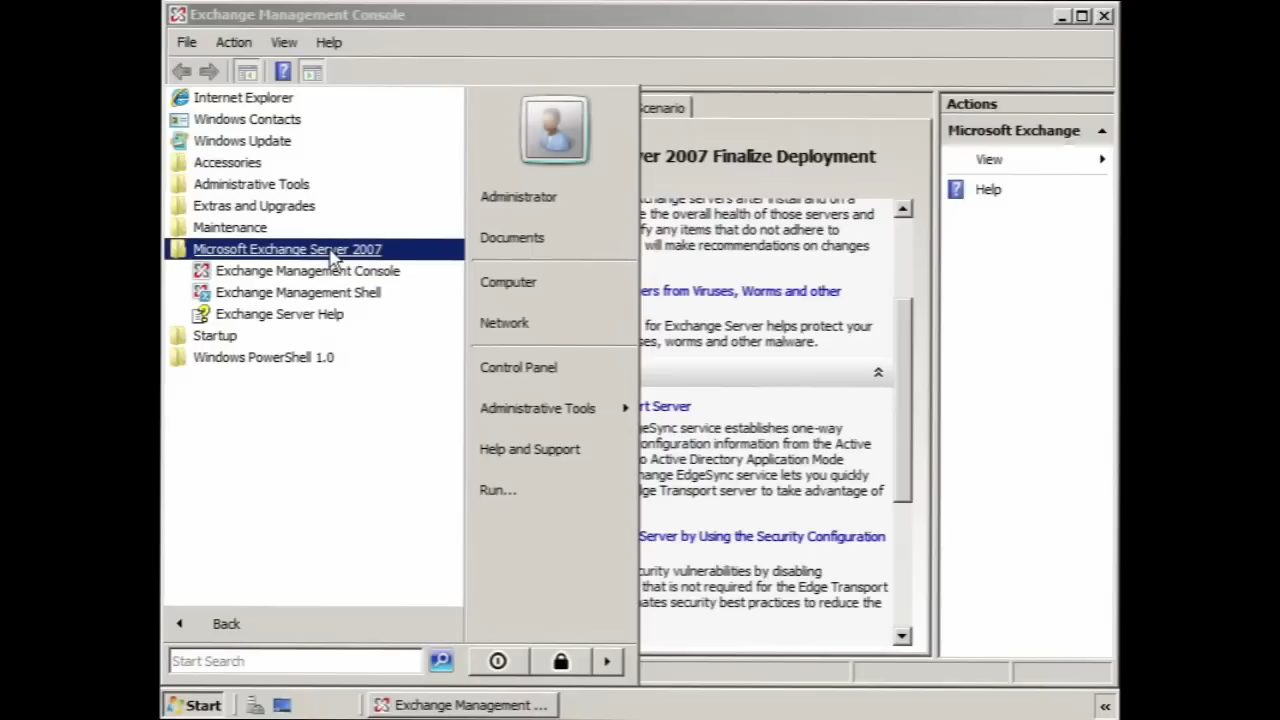 Exchange Management Console
File Action View Help
Internet Explorer
Windows Contacts
Windows Update
Accessories
Administrative Tools
Extras and Upgrades
Maintenance
Microsoft Exchange Server 2007
Exchange Management Console
Exchange Management Shell
Exchange Server Help
Startup
Windows PowerShell 1.0
Back
Start Search
Administrator
Documents
Computer
Network
Control Panel
Administrative Tools
Help and Support
Run...
Scenario
ver 2007 Finalize Deployment
e the overall health of those servers and
fy any items that do not adhere to
will make recommendations on changes
ers from Viruses, Worms and other
for Exchange Server helps protect your
ses, worms and other malware.
rt Server
geSync service establishes one-way
onfiguration information from the Active
o Active Directory Application Mode
hange EdgeSync service lets you quickly
dge Transport server to take advantage of
Server by Using the Security Configuration
curity vulnerabilities by disabling
that is not required for the Edge Transport
nates security best practices to reduce the
Actions
Microsoft Exchange
View
Help
Start
Exchange Management ...